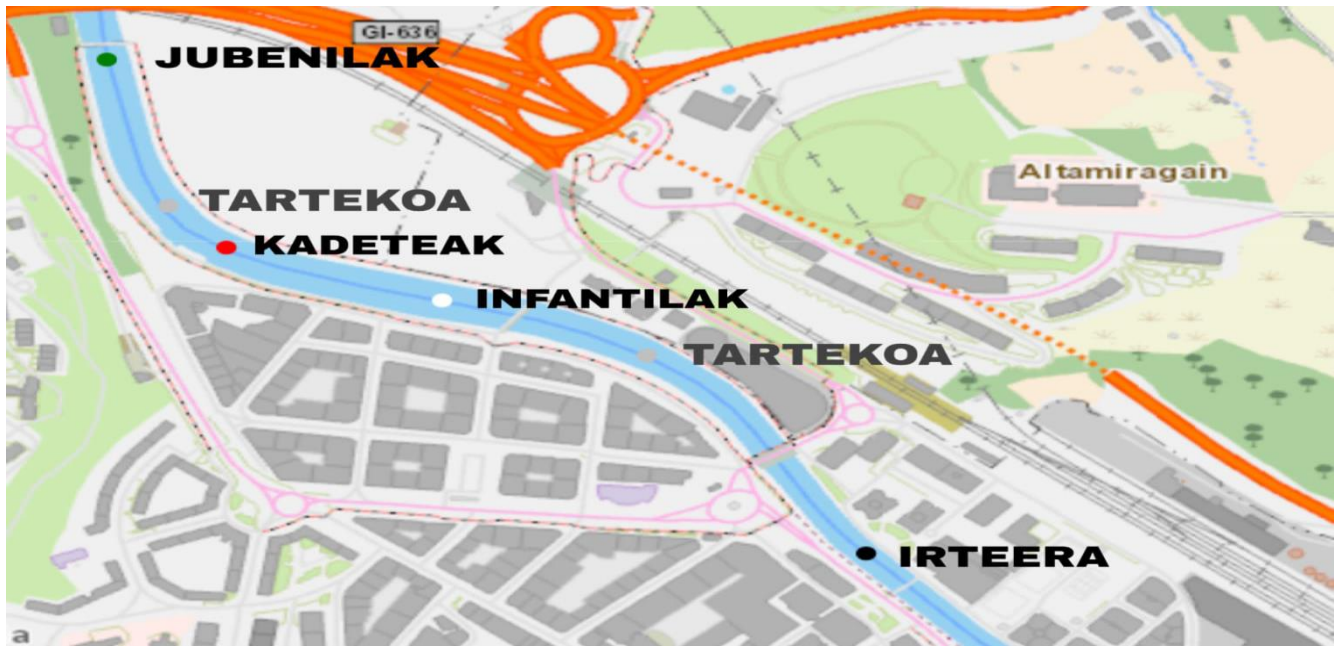 GI-636
JUBENILAK
Altamiragain
TARTEKOA
KADETEAK
INFANTILAK
TARTEKOA
IRTEERA
a